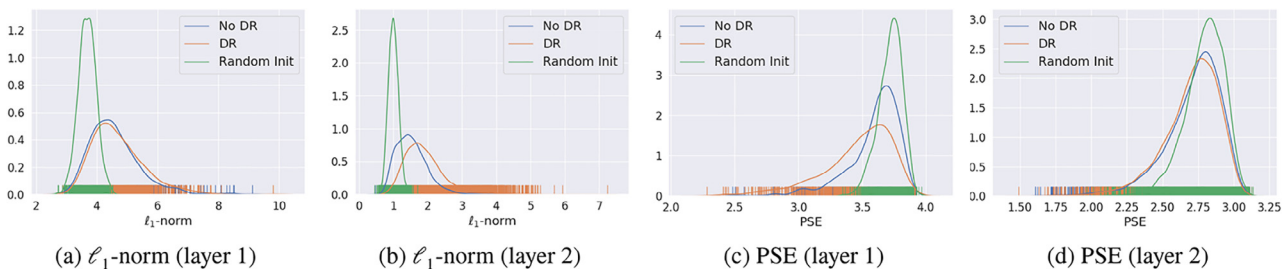 1.2
1.0
0.8
0.6
0.4
0.2
0.0
2 4 6 8 10
ℓ₁-norm
No DR
DR
Random Init
(a) ℓ₁-norm (layer 1)
2.5
2.0
1.5
1.0
0.5
0.0
0 1 2 3 4 5 6 7
ℓ₁-norm
No DR
DR
Random Init
(b) ℓ₁-norm (layer 2)
4
3
2
1
0
2.0 2.5 3.0 3.5 4.0
PSE
No DR
DR
Random Init
(c) PSE (layer 1)
3.0
2.5
2.0
1.5
1.0
0.5
0.0
1.50 1.75 2.00 2.25 2.50 2.75 3.00 3.25
PSE
No DR
DR
Random Init
(d) PSE (layer 2)